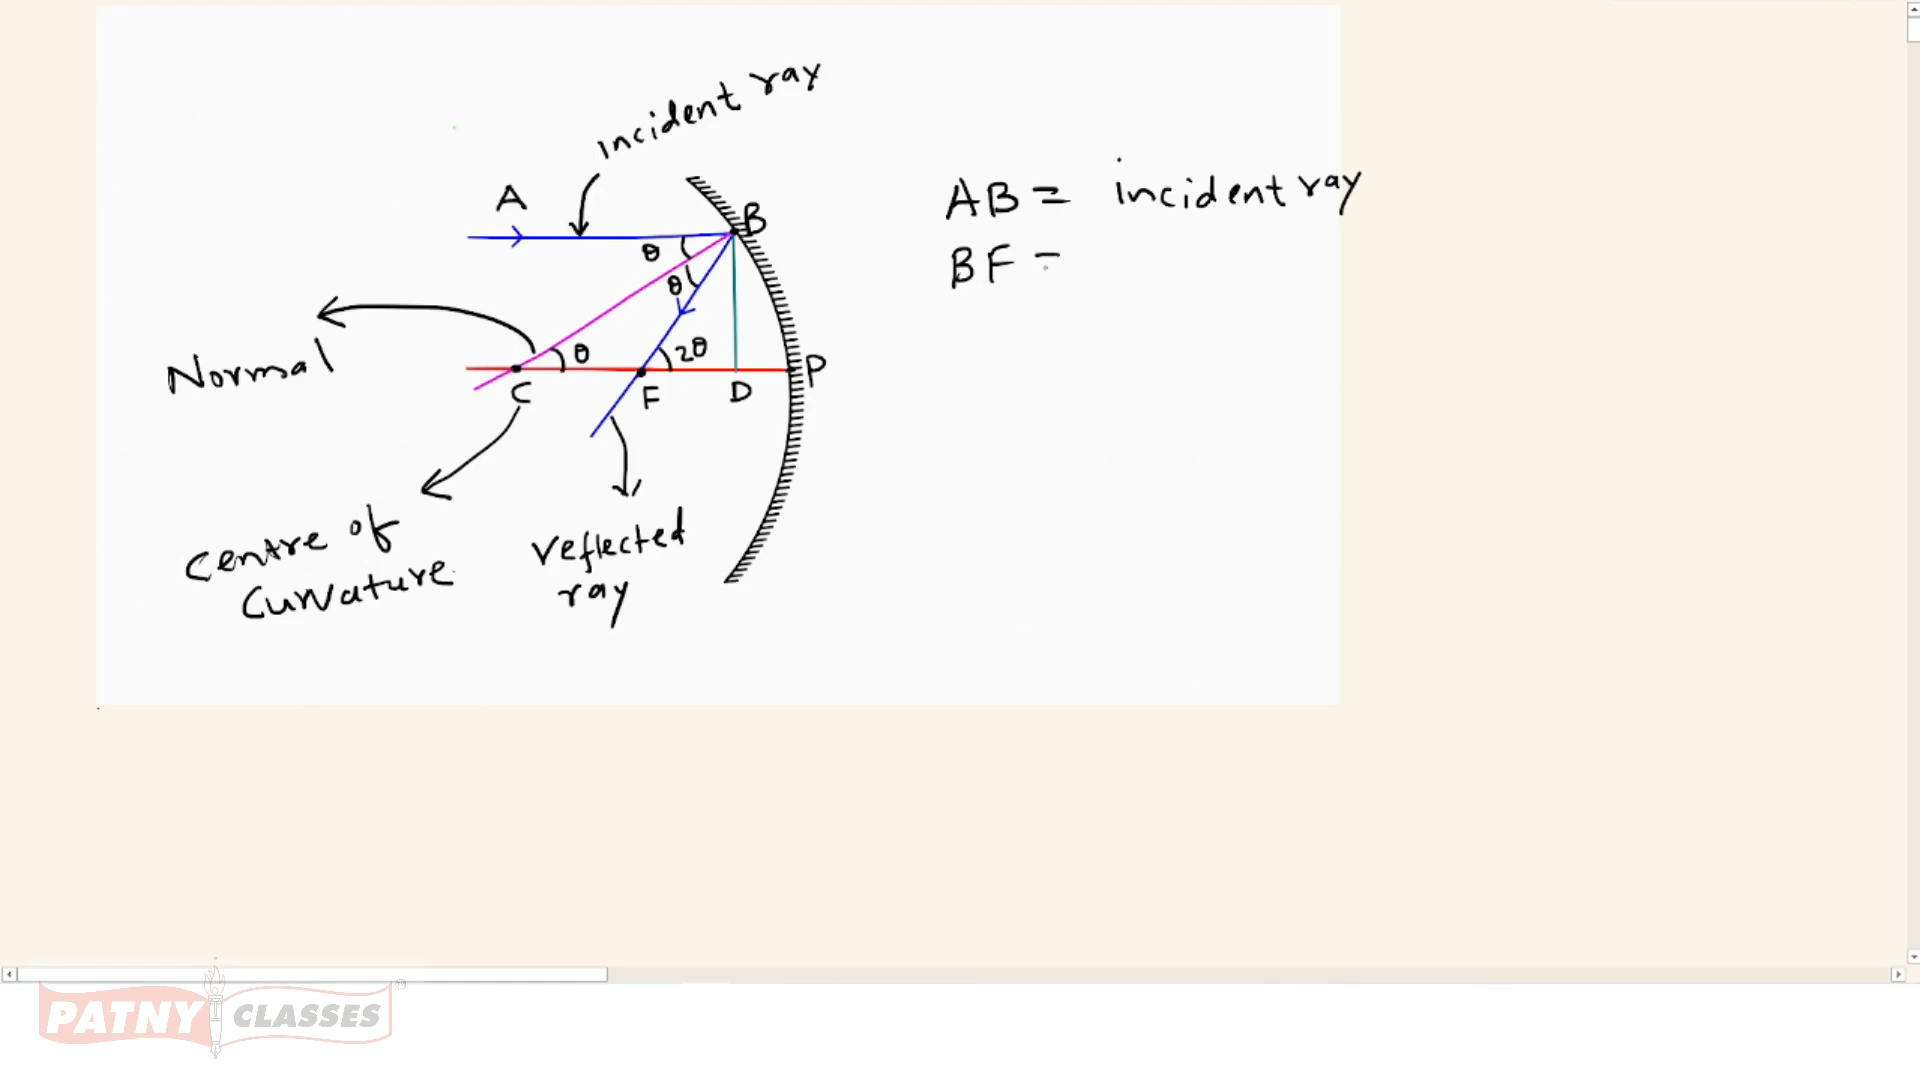 incident ray
A
B
AB = incident ray
θ
BF =
θ
Normal
θ
2θ
P
C
F
D
Centre of
Curvature
reflected
ray
PATNY CLASSES